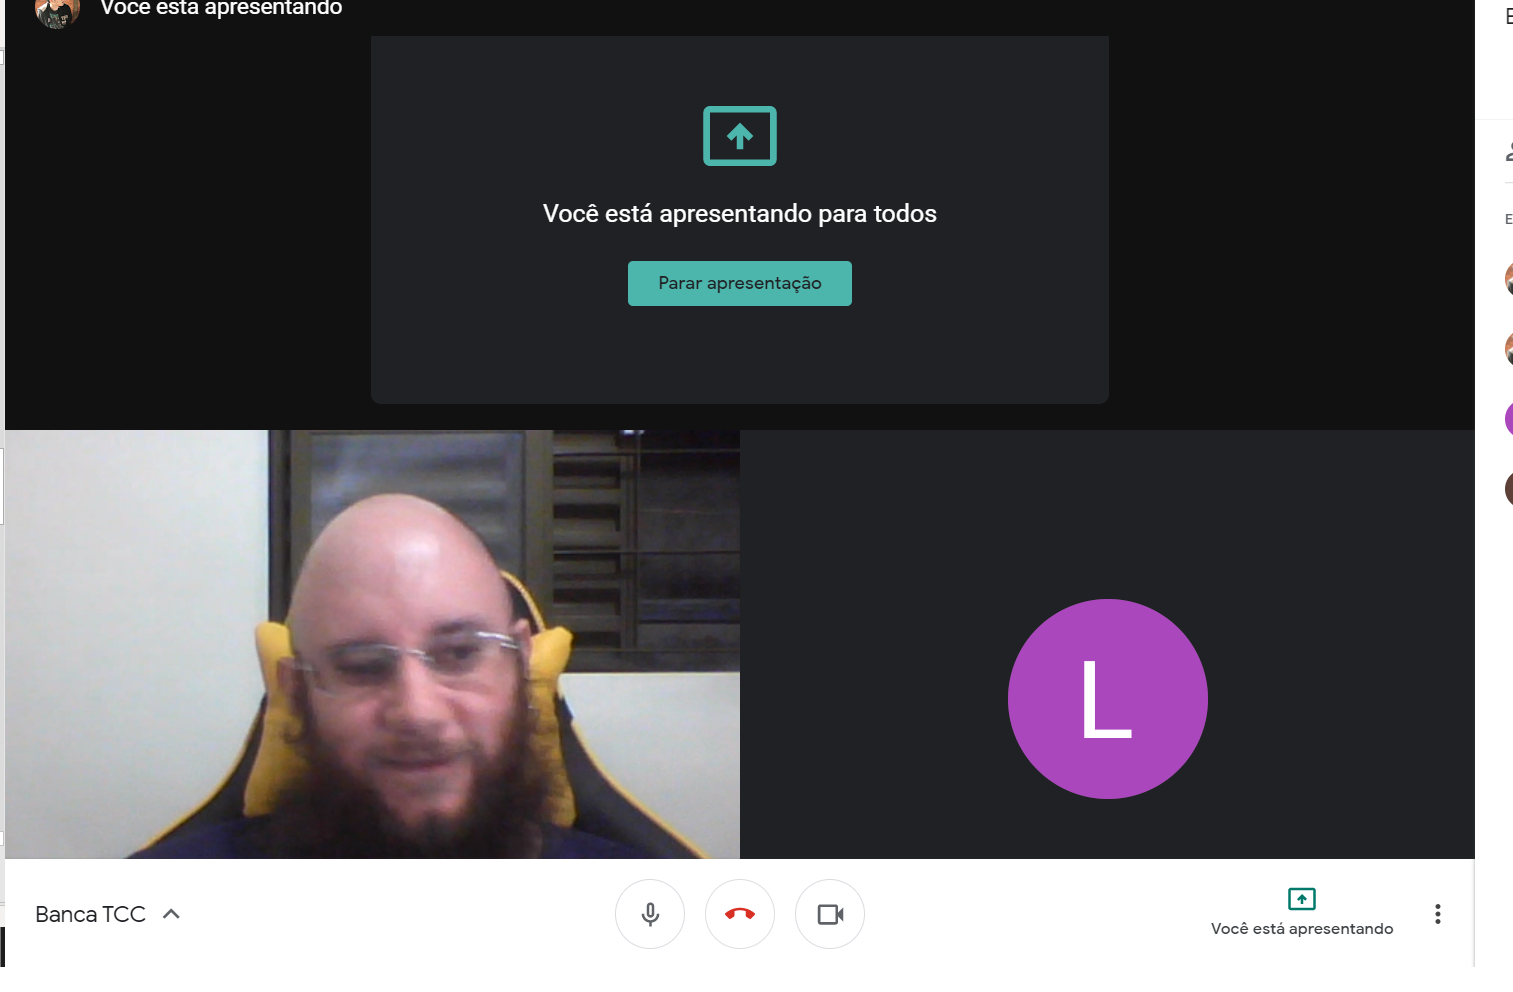 Você está apresentando
Você está apresentando para todos
Parar apresentação
L
Banca TCC
Você está apresentando